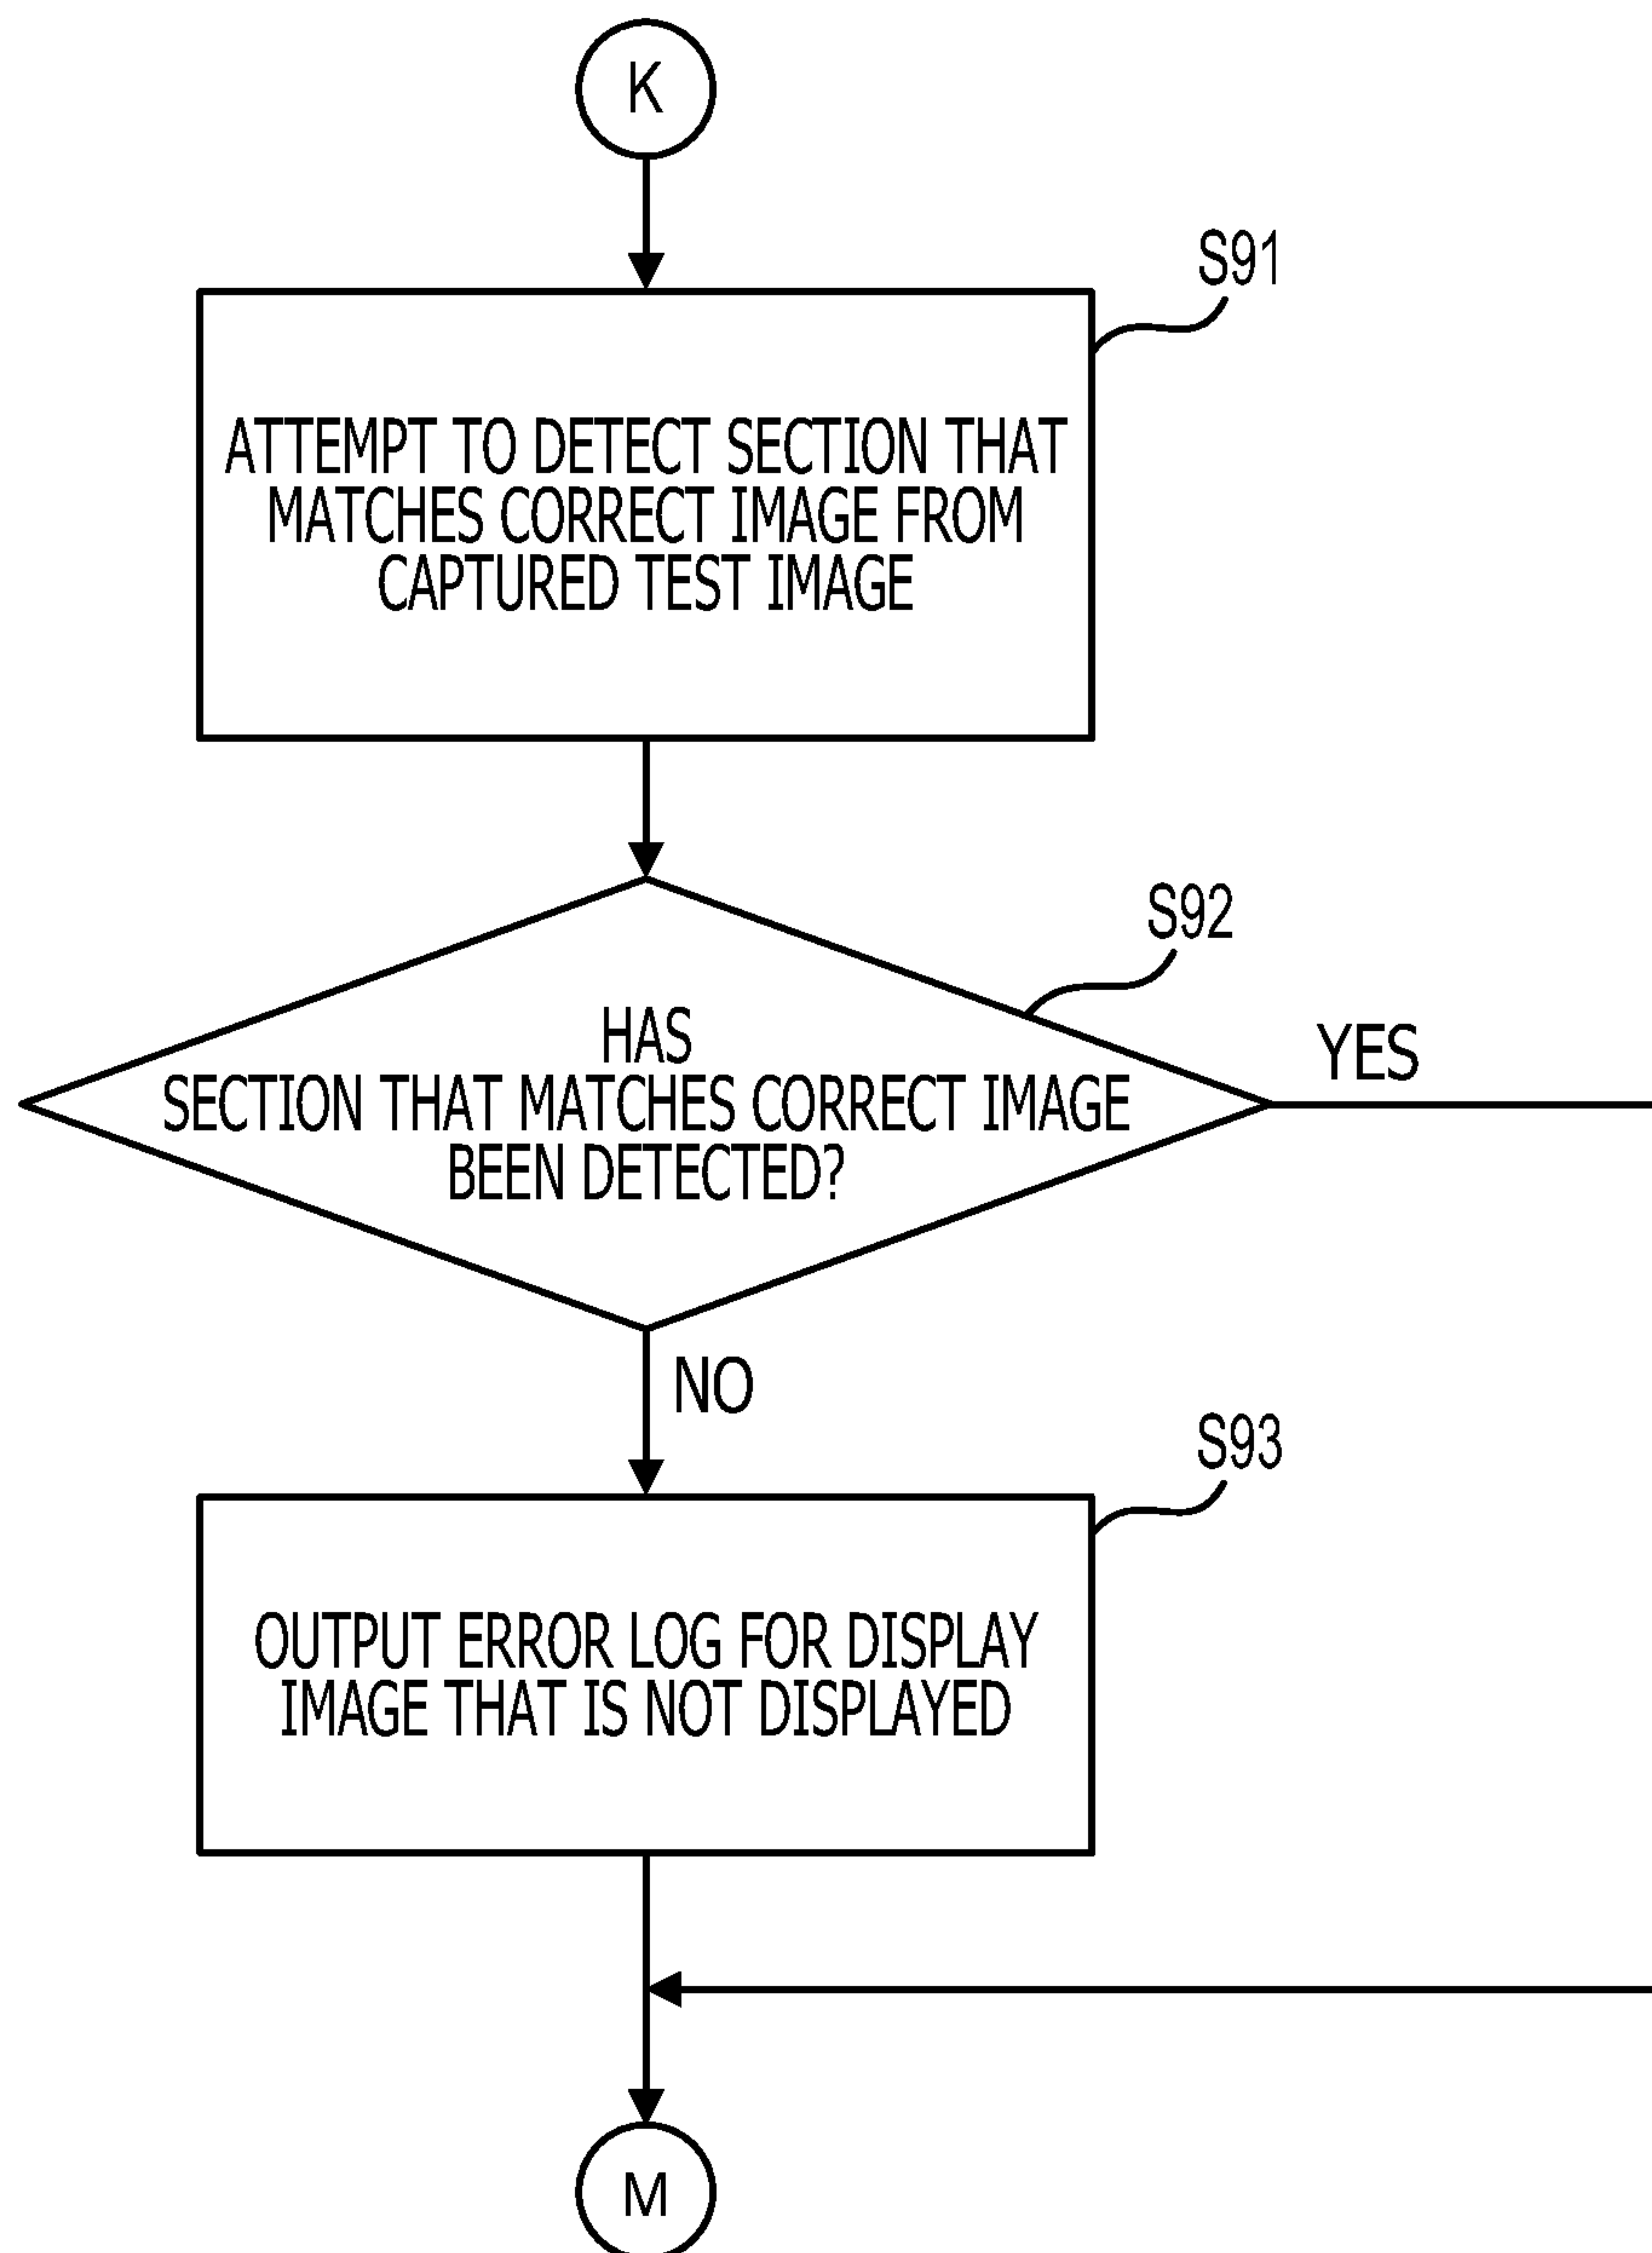 K
S91
ATTEMPT TO DETECT SECTION THAT
MATCHES CORRECT IMAGE FROM
CAPTURED TEST IMAGE
S92
HAS
SECTION THAT MATCHES CORRECT IMAGE
BEEN DETECTED?
YES
NO
S93
OUTPUT ERROR LOG FOR DISPLAY
IMAGE THAT IS NOT DISPLAYED
M